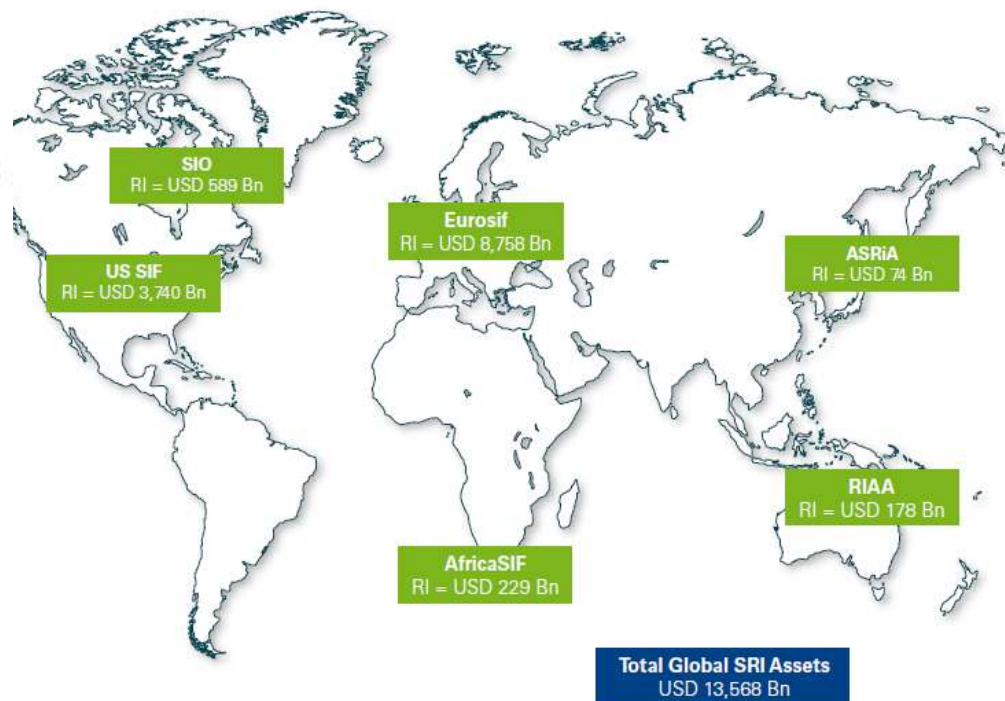 SIO
RI = USD 589 Bn
Eurosif
RI = USD 8,758 Bn
US SIF
RI = USD 3,740 Bn
ASRiA
RI = USD 74 Bn
RIAA
RI = USD 178 Bn
AfricaSIF
RI = USD 229 Bn
Total Global SRI Assets
USD 13,568 Bn